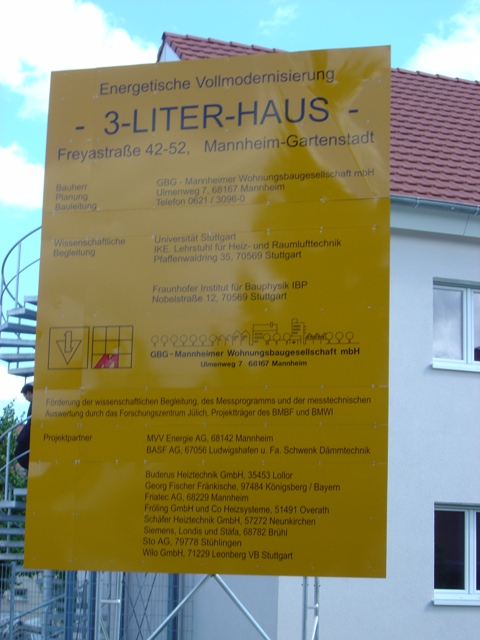 Energetische Vollmodernisierung
- 3-LITER-HAUS -
Freyastraße 42-52, Mannheim-Gartenstadt
Bauherr
Planung
Bauleitung
GBG - Mannheimer Wohnungsbaugesellschaft mbH
Ulmenweg 7, 68167 Mannheim
Telefon 0621 / 3096-0
Wissenschaftliche
Begleitung
Universität Stuttgart
IKE. Lehrstuhl für Heiz- und Raumlufttechnik
Pfaffenwaldring 35, 70569 Stuttgart
Fraunhofer Institut für Bauphysik IBP
Nobelstraße 12, 70569 Stuttgart
GBG - Mannheimer Wohnungsbaugesellschaft mbH
Ulmenweg 7 68167 Mannheim
Förderung der wissenschaftlichen Begleitung, des Messprogramms und der messtechnischen
Auswertung durch das Forschungszentrum Jülich, Projektträger des BMBF und BMWI
Projektpartner
MVV Energie AG, 68142 Mannheim
BASF AG, 67056 Ludwigshafen u. Fa. Schwenk Dämmtechnik
Buderus Heiztechnik GmbH, 35453 Lollor
Georg Fischer Fränkische, 97484 Königsberg / Bayern
Friatec AG, 68229 Mannheim
Fröling GmbH und Co Heizsysteme, 51491 Overath
Schäfer Heiztechnik GmbH, 57272 Neunkirchen
Siemens, Londis und Stäfa, 68782 Brühl
Sto AG, 79778 Stühlingen
Wilo GmbH, 71229 Leonberg VB Stuttgart